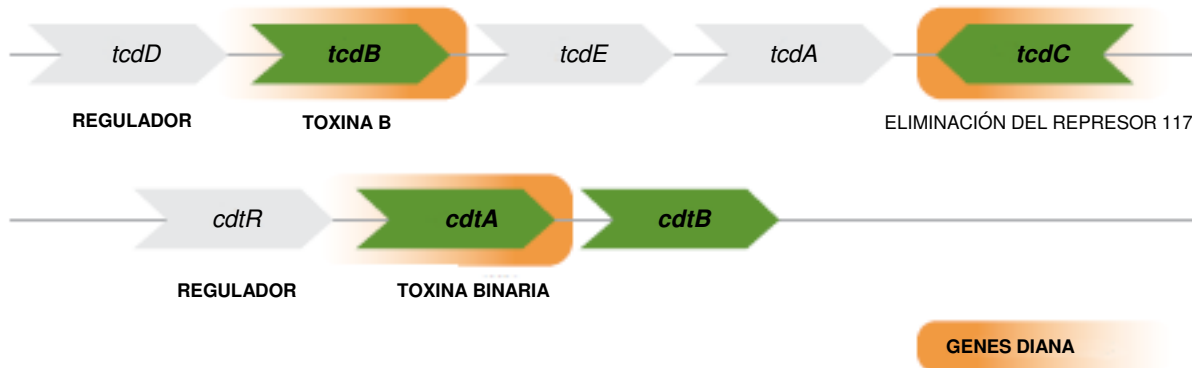 tcdD tcdB tcdE tcdA tcdC
REGULADOR TOXINA B ELIMINACIÓN DEL REPRESOR 117
cdtR cdtA cdtB
REGULADOR TOXINA BINARIA
GENES DIANA